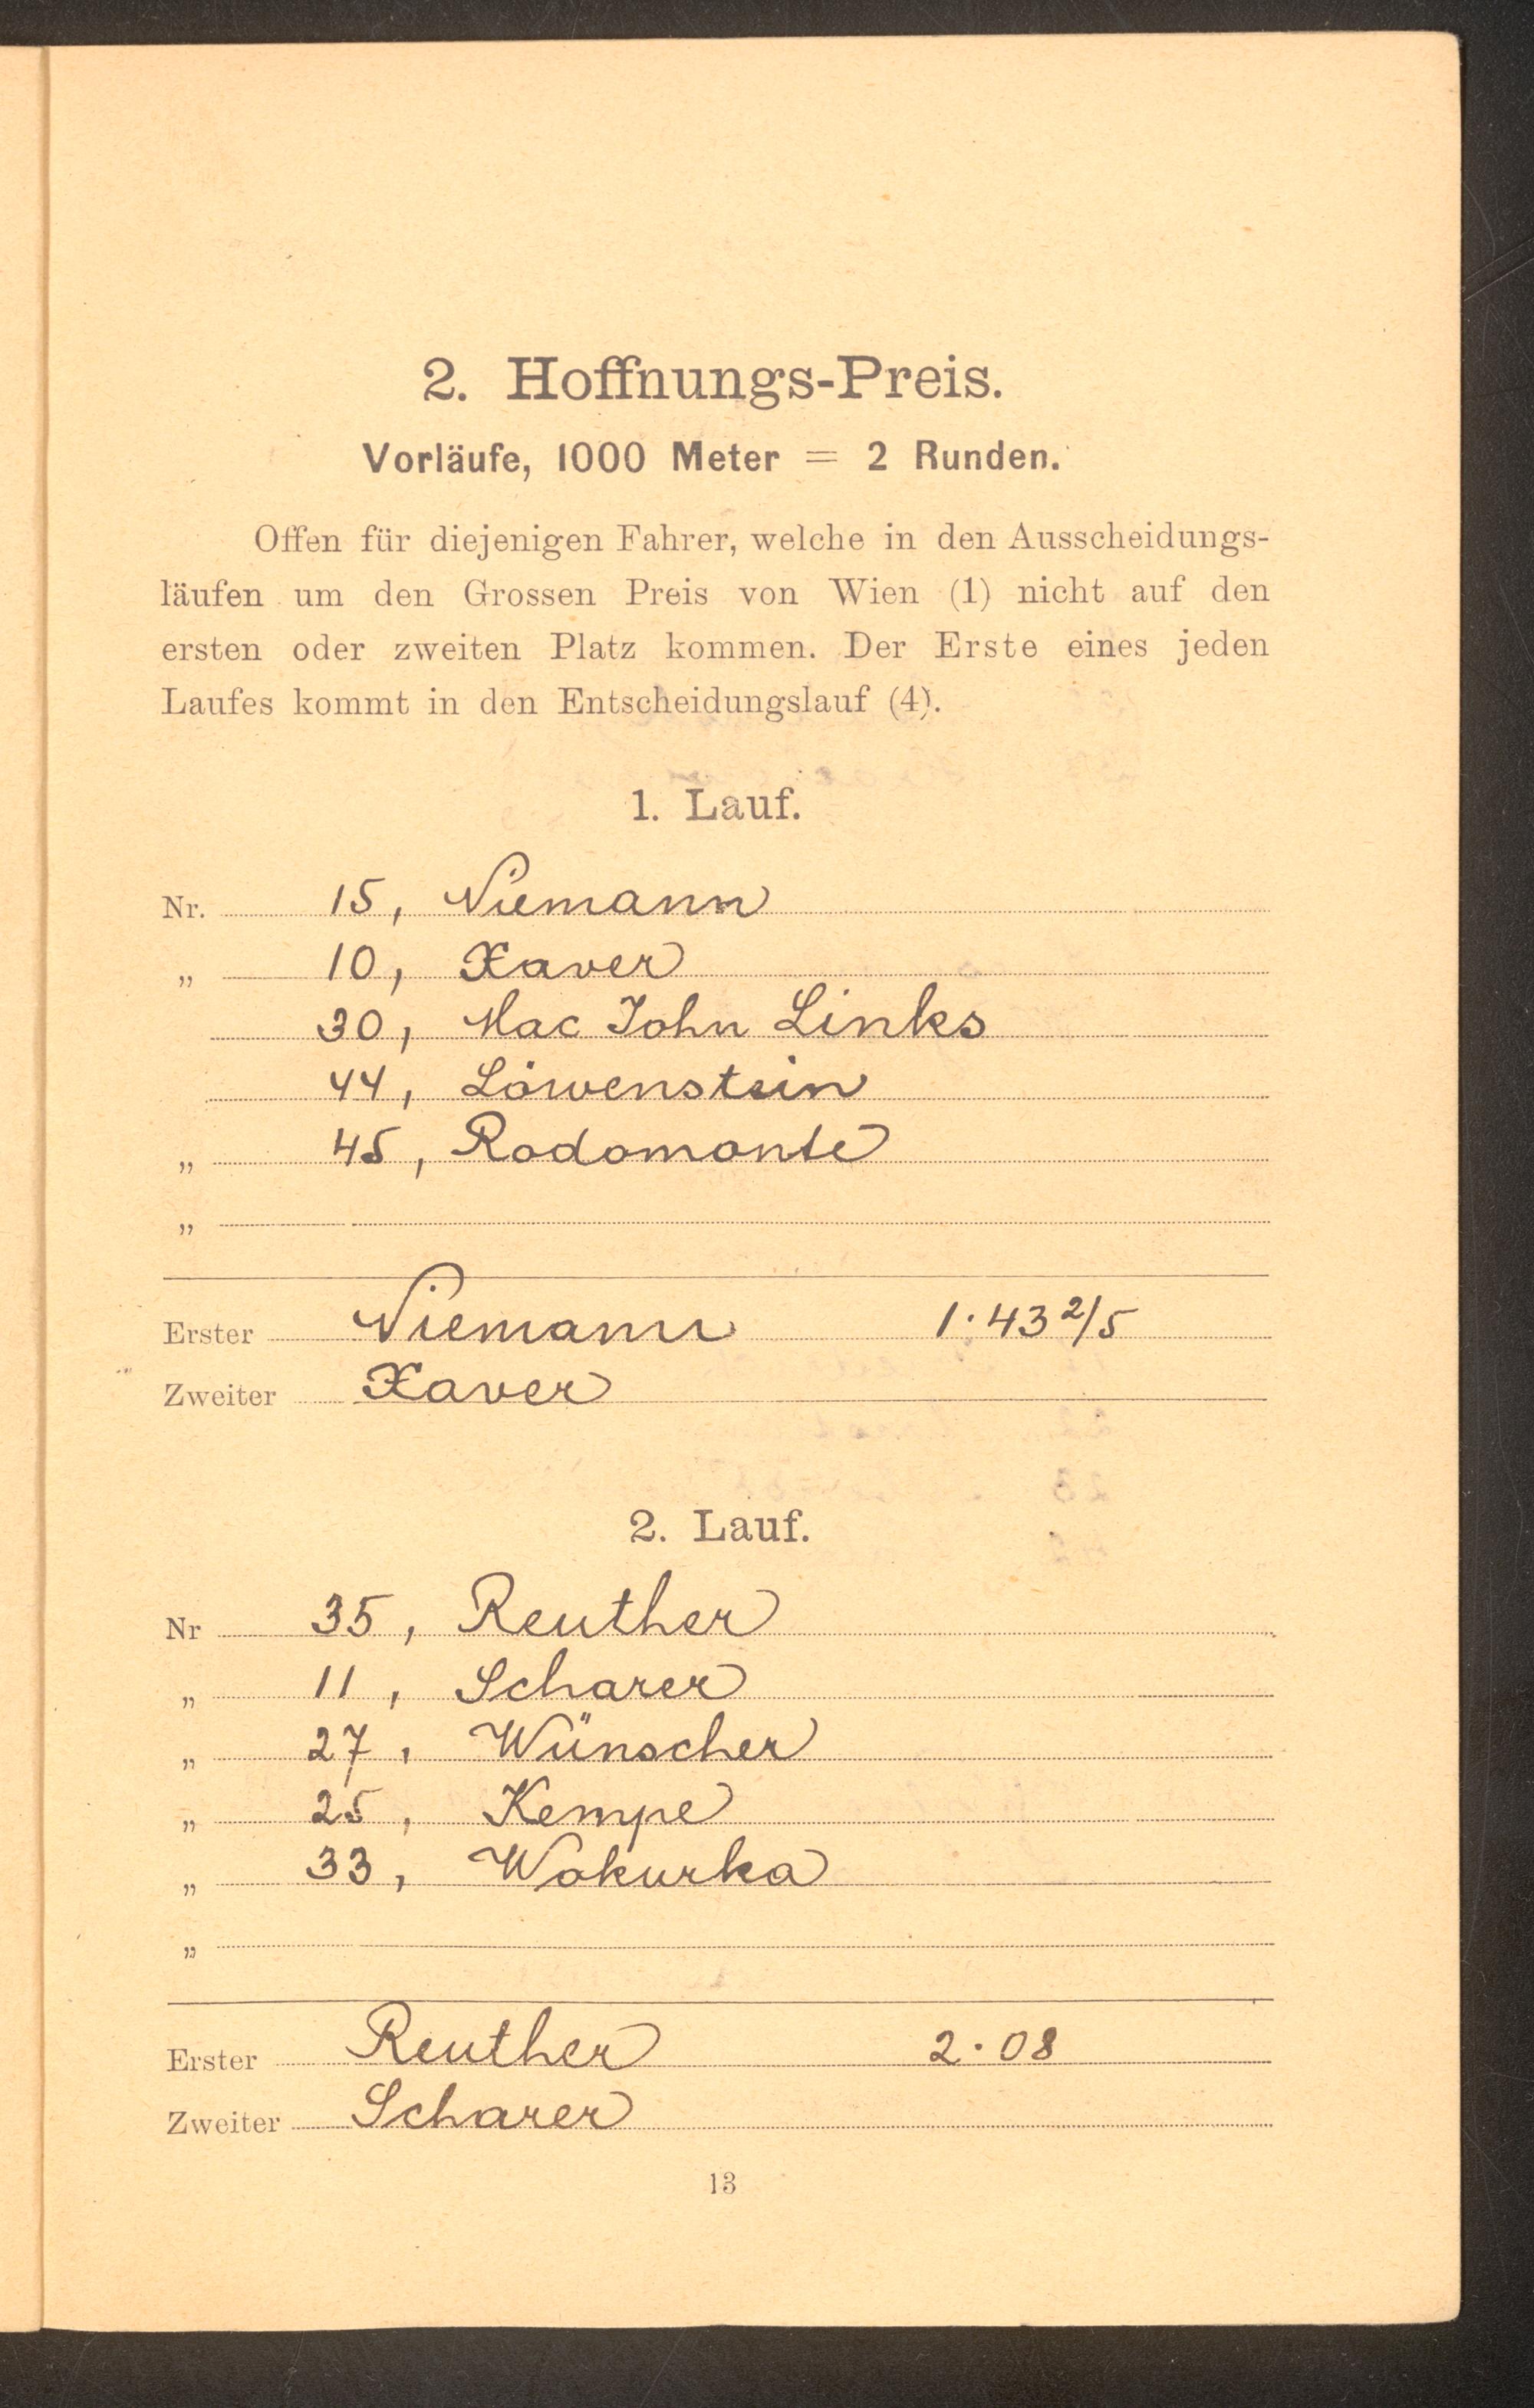 2. Hoffnungs-Preis.
Vorläufe, 1000 Meter = 2 Runden.
Offen für diejenigen Fahrer, welche in den Ausscheidungs-
läufen um den Grossen Preis von Wien (1) nicht auf den
ersten oder zweiten Platz kommen. Der Erste eines jeden
Laufes kommt in den Entscheidungslauf (4).
1. Lauf.
Nr. 15, Niemann
„ 10, Xaver
30, Mac John Links
44, Löwenstein
„ 45, Rodomonte
„
Erster Niemann 1·43 2/5
Zweiter Xaver
2. Lauf.
Nr 35, Reuther
„ 11, Scharer
„ 27, Wünscher
„ 25, Kempe
„ 33, Wokurka
„
Erster Reuther 2·08
Zweiter Scharer
13